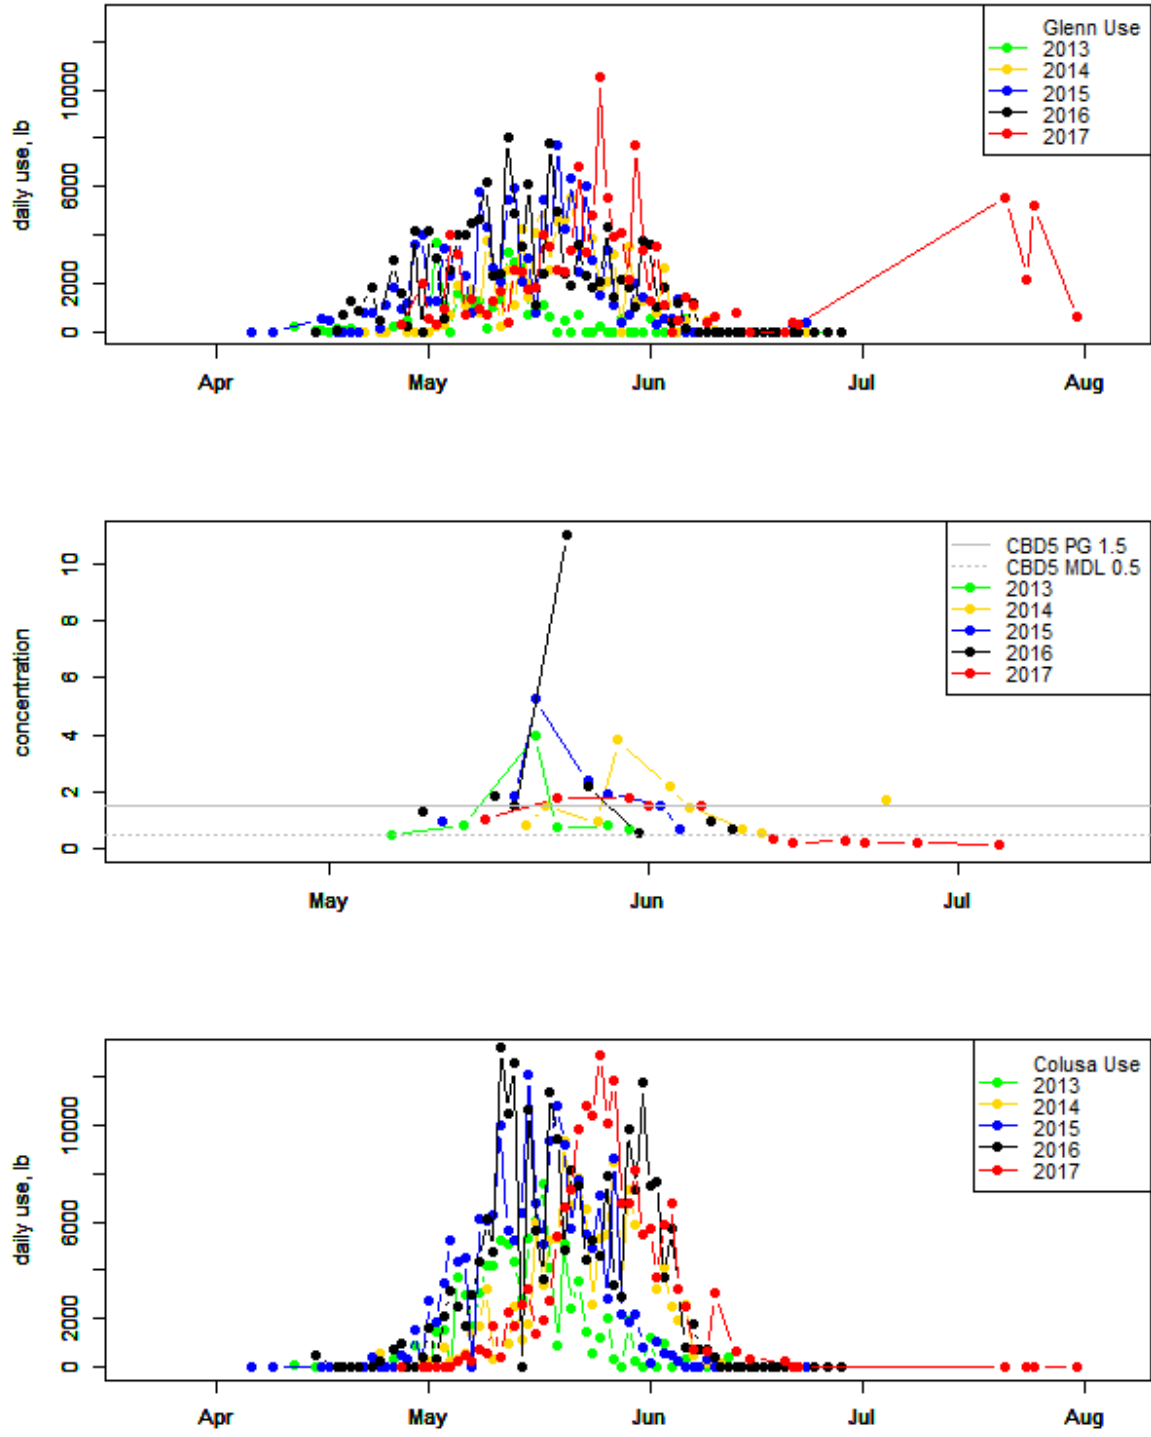 Glenn Use
2013
2014
2015
2016
2017
daily use, lb
0
2000
6000
10000
Apr
May
Jun
Jul
Aug
CBD5 PG 1.5
CBD5 MDL 0.5
2013
2014
2015
2016
2017
concentration
0
2
4
6
8
10
May
Jun
Jul
Colusa Use
2013
2014
2015
2016
2017
daily use, lb
0
2000
6000
10000
Apr
May
Jun
Jul
Aug